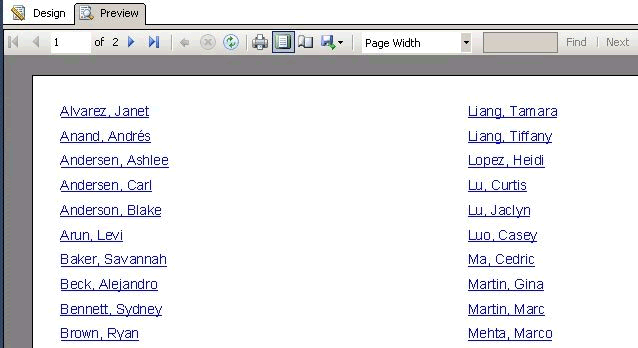 Design Preview
1 of 2 Page Width Find Next
Alvarez, Janet
Anand, Andrés
Andersen, Ashlee
Andersen, Carl
Anderson, Blake
Arun, Levi
Baker, Savannah
Beck, Alejandro
Bennett, Sydney
Brown, Ryan
Liang, Tamara
Liang, Tiffany
Lopez, Heidi
Lu, Curtis
Lu, Jaclyn
Luo, Casey
Ma, Cedric
Martin, Gina
Martin, Marc
Mehta, Marco